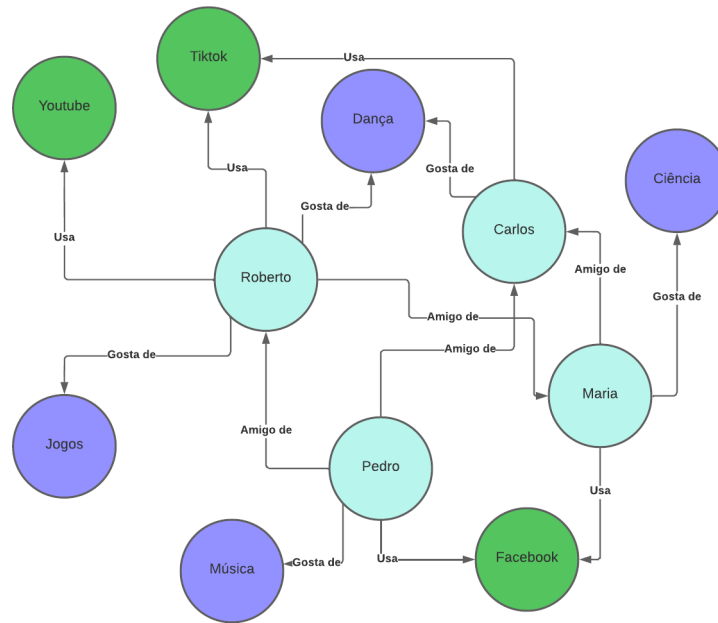 Tiktok
Usa
Youtube
Dança
Usa
Gosta de
Ciência
Gosta de
Carlos
Usa
Amigo de
Roberto
Gosta de
Amigo de
Amigo de
Gosta de
Maria
Amigo de
Jogos
Pedro
Usa
Usa
Facebook
Gosta de
Música